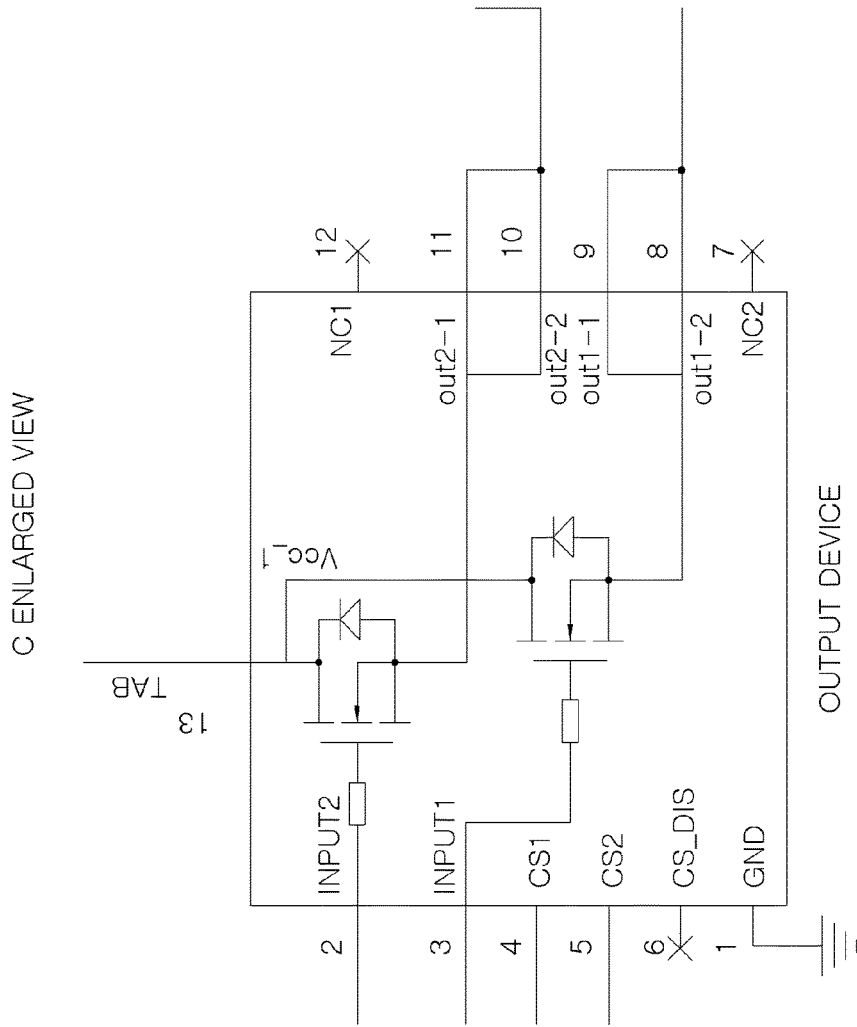 C ENLARGED VIEW
TAB
13
Vcc_1
2
INPUT2
3
INPUT1
4
CS1
5
CS2
6
CS_DIS
1
GND
NC1
12
out2-1
11
out2-2
10
out1-1
9
out1-2
8
NC2
7
OUTPUT DEVICE